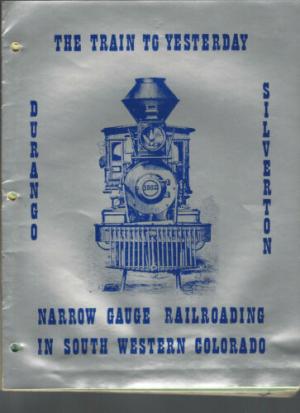 THE TRAIN TO YESTERDAY
DURANGO
SILVERTON
NARROW GAUGE RAILROADING
IN SOUTH WESTERN COLORADO